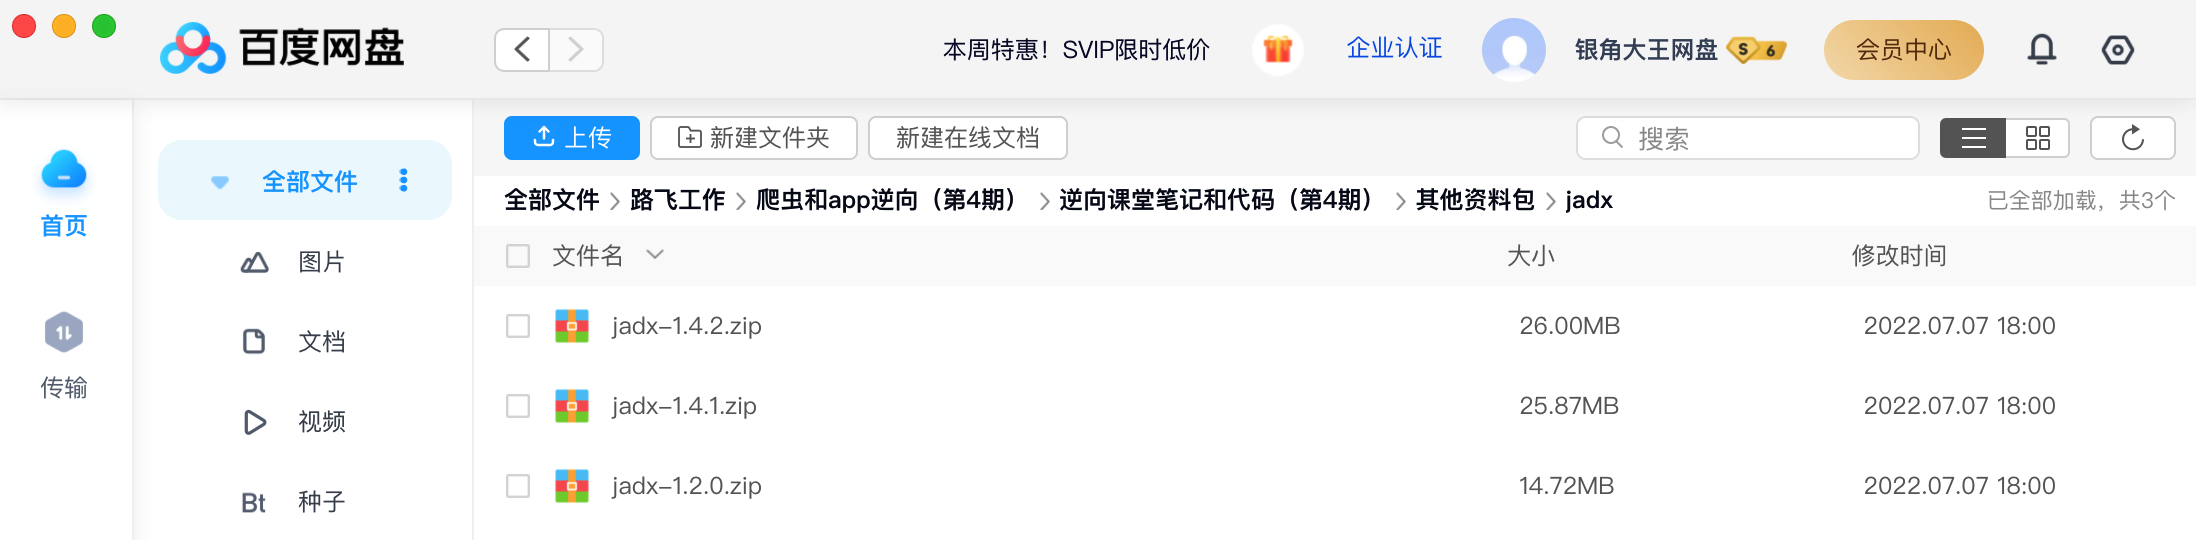 百度网盘
本周特惠！SVIP限时低价
企业认证
银角大王网盘 S 6
会员中心
首页
传输
全部文件
图片
文档
视频
Bt 种子
上传
新建文件夹
新建在线文档
搜索
全部文件 > 路飞工作 > 爬虫和app逆向（第4期） > 逆向课堂笔记和代码（第4期） > 其他资料包 > jadx
已全部加载，共3个
文件名 大小 修改时间
jadx-1.4.2.zip 26.00MB 2022.07.07 18:00
jadx-1.4.1.zip 25.87MB 2022.07.07 18:00
jadx-1.2.0.zip 14.72MB 2022.07.07 18:00